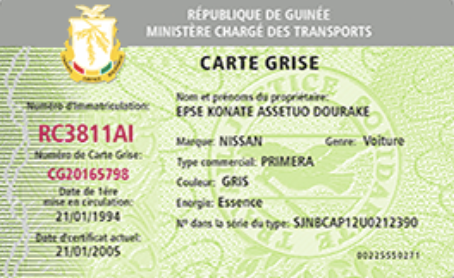 RÉPUBLIQUE DE GUINÉE
MINISTÈRE CHARGÉ DES TRANSPORTS
CARTE GRISE
Numéro d'Immatriculation:
RC3811AI
Numéro de Carte Grise:
CG20165798
Date de 1ère
mise en circulation:
21/01/1994
Date d'certificat actuel:
21/01/2005
Nom et prénoms du propriétaire:
EPSE KONATE ASSETUO DOURAKE
Marque: NISSAN Genre: Voiture
Type commercial: PRIMERA
Couleur: GRIS
Energie: Essence
N° dans la série du type: SJNBCAP12U0212390
00225550271